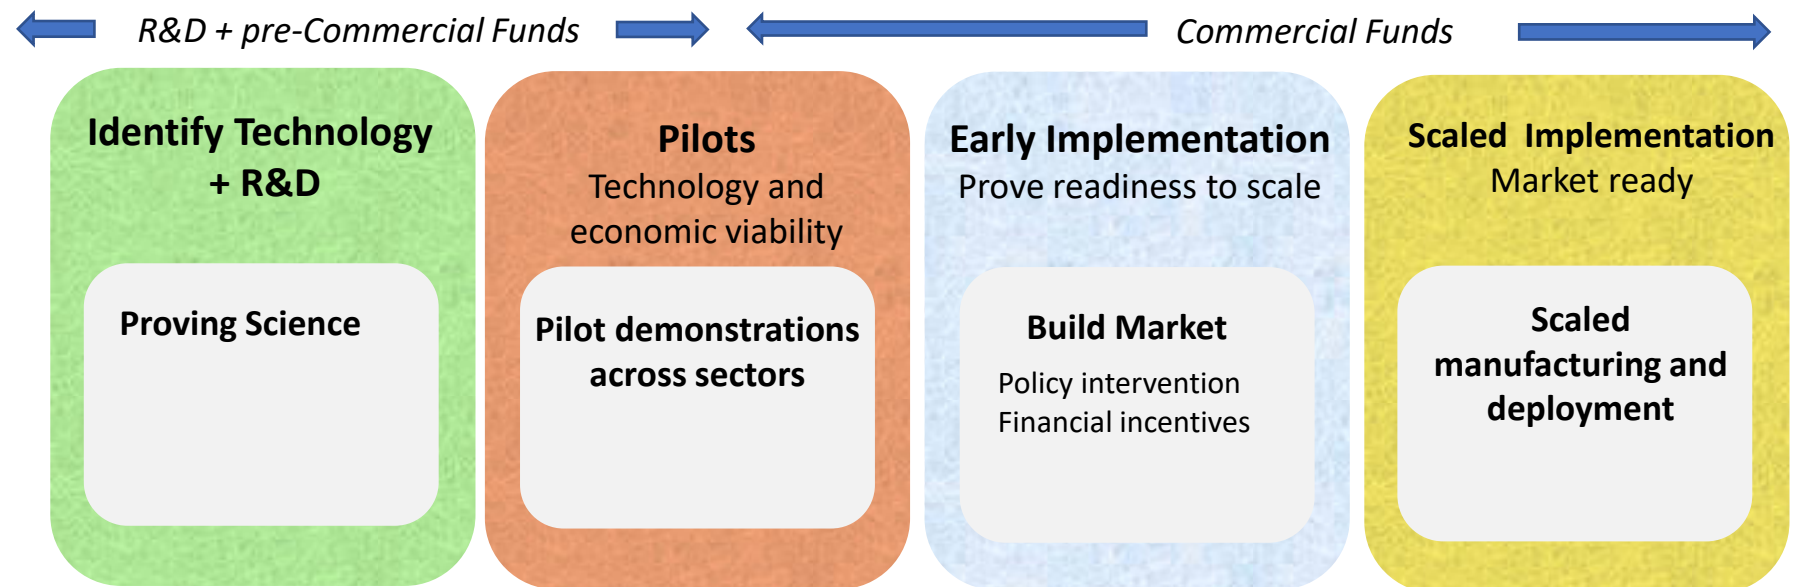 R&D + pre-Commercial Funds
Commercial Funds
Identify Technology
+ R&D
Proving Science
Pilots
Technology and
economic viability
Pilot demonstrations
across sectors
Early Implementation
Prove readiness to scale
Build Market
Policy intervention
Financial incentives
Scaled Implementation
Market ready
Scaled
manufacturing and
deployment